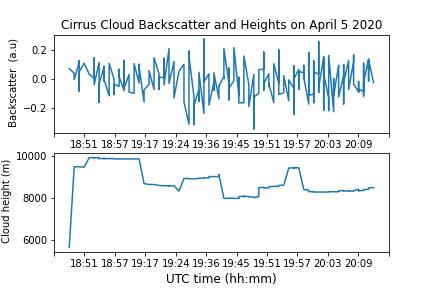 Cirrus Cloud Backscatter and Heights on April 5 2020
Backscatter (a.u)
0.2
0.0
−0.2
18:51 18:57 19:17 19:24 19:36 19:45 19:51 19:57 20:03 20:09
Cloud height (m)
10000
8000
6000
18:51 18:57 19:17 19:24 19:36 19:45 19:51 19:57 20:03 20:09
UTC time (hh:mm)